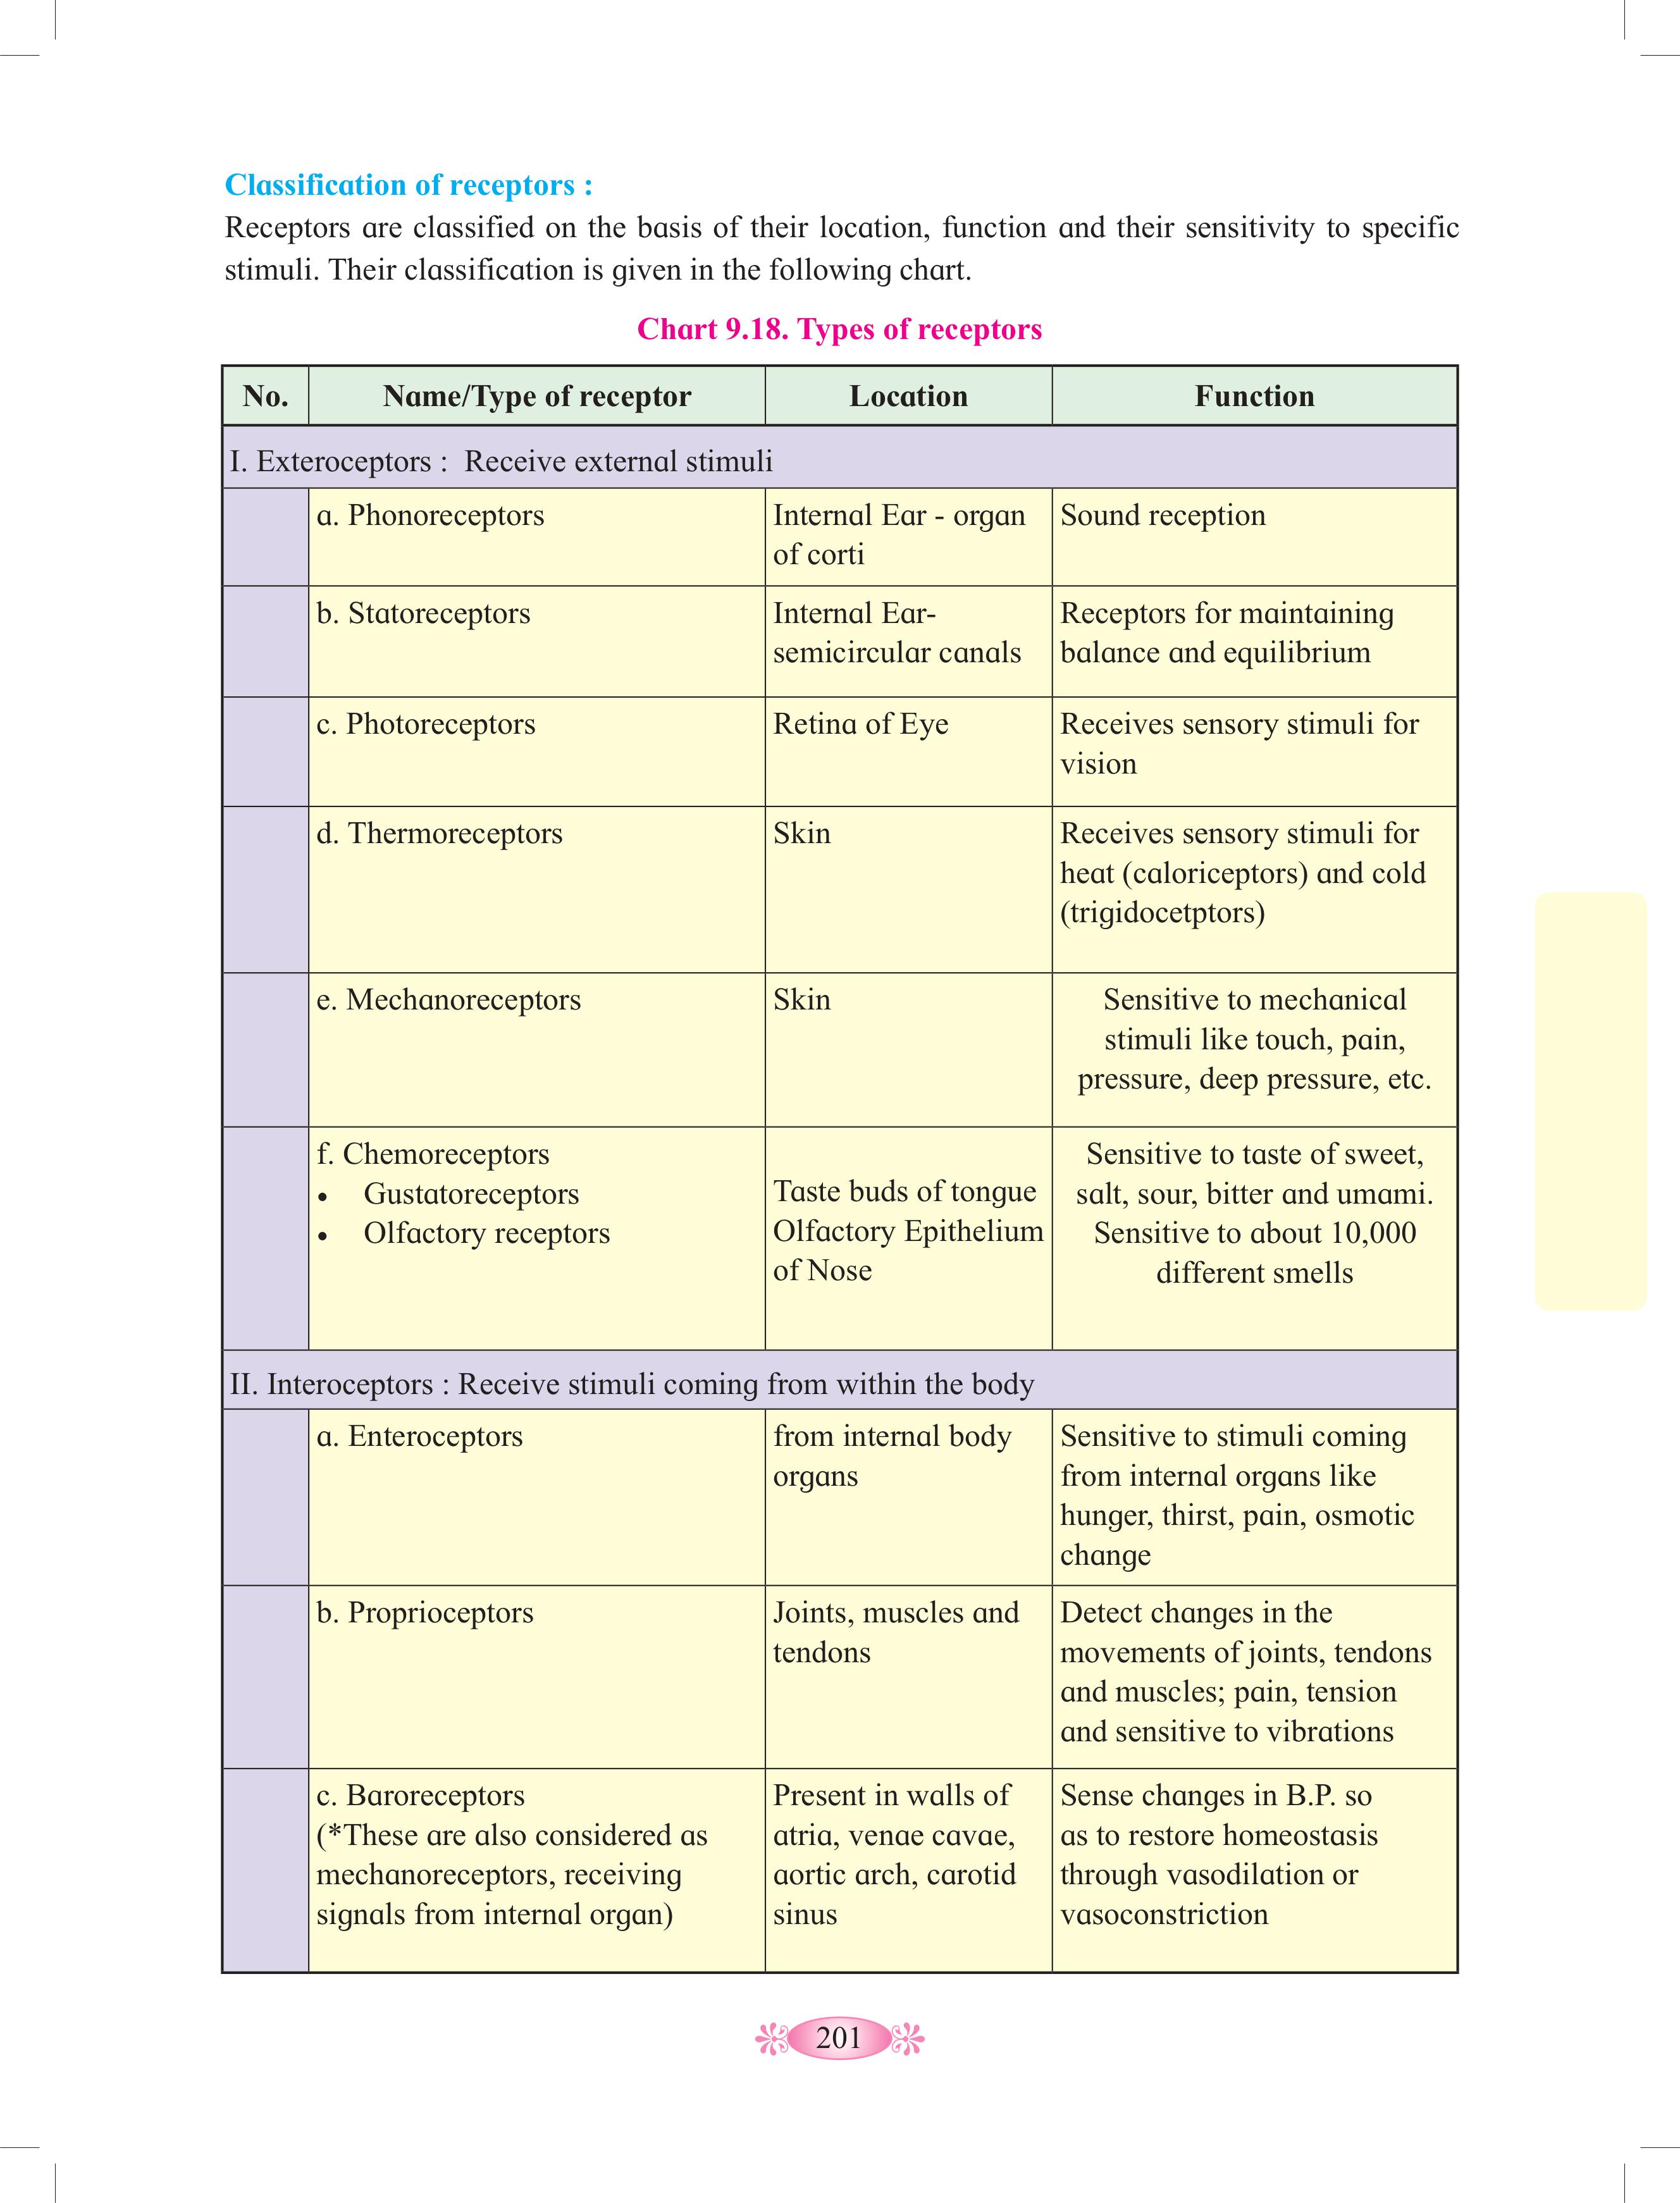 Classification of receptors :
Receptors are classified on the basis of their location, function and their sensitivity to specific
stimuli. Their classification is given in the following chart.
Chart 9.18. Types of receptors
No.
Name/Type of receptor
Location
Function
I. Exteroceptors : Receive external stimuli
a. Phonoreceptors
Internal Ear - organ
of corti
Sound reception
b. Statoreceptors
Internal Ear-
semicircular canals
Receptors for maintaining
balance and equilibrium
c. Photoreceptors
Retina of Eye
Receives sensory stimuli for
vision
d. Thermoreceptors
Skin
Receives sensory stimuli for
heat (caloriceptors) and cold
(trigidocetptors)
e. Mechanoreceptors
Skin
Sensitive to mechanical
stimuli like touch, pain,
pressure, deep pressure, etc.
f. Chemoreceptors
• Gustatoreceptors
• Olfactory receptors
Taste buds of tongue
Olfactory Epithelium
of Nose
Sensitive to taste of sweet,
salt, sour, bitter and umami.
Sensitive to about 10,000
different smells
II. Interoceptors : Receive stimuli coming from within the body
a. Enteroceptors
from internal body
organs
Sensitive to stimuli coming
from internal organs like
hunger, thirst, pain, osmotic
change
b. Proprioceptors
Joints, muscles and
tendons
Detect changes in the
movements of joints, tendons
and muscles; pain, tension
and sensitive to vibrations
c. Baroreceptors
(*These are also considered as
mechanoreceptors, receiving
signals from internal organ)
Present in walls of
atria, venae cavae,
aortic arch, carotid
sinus
Sense changes in B.P. so
as to restore homeostasis
through vasodilation or
vasoconstriction
201